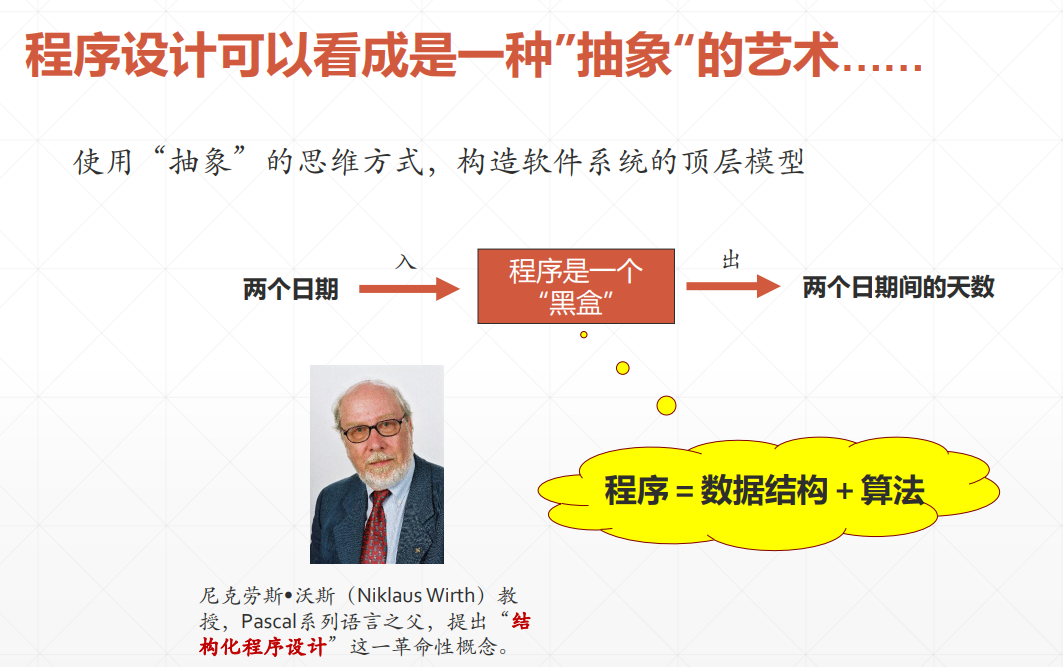 程序设计可以看成是一种”抽象“的艺术……
使用“抽象”的思维方式，构造软件系统的顶层模型
两个日期
入
程序是一个
“黑盒”
出
两个日期间的天数
程序 = 数据结构 + 算法
尼克劳斯•沃斯（Niklaus Wirth）教
授，Pascal系列语言之父，提出“结
构化程序设计”这一革命性概念。